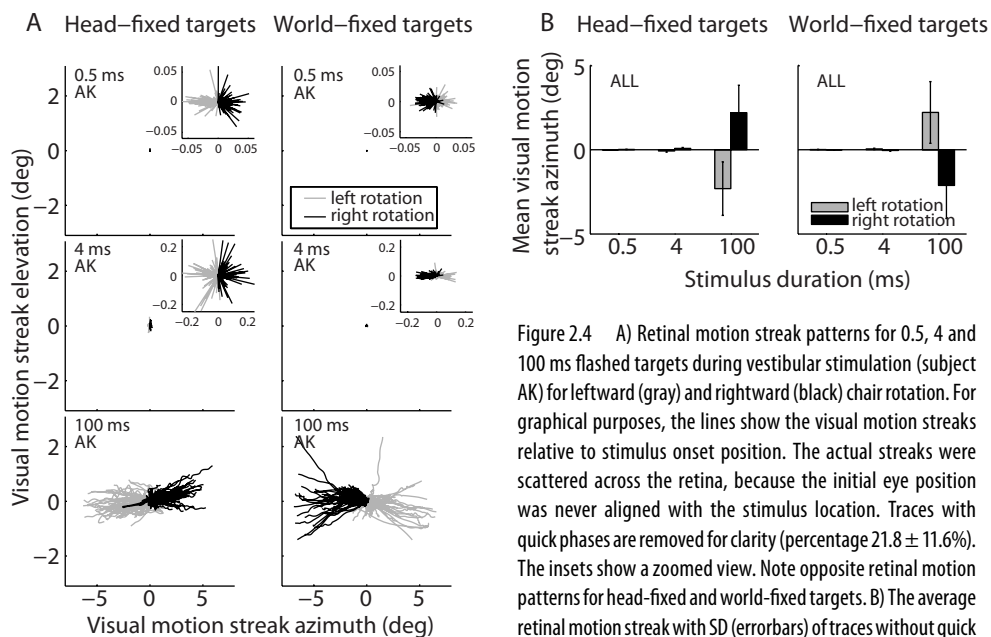 A Head−fixed targets World−fixed targets
0.5 ms
AK
0.05
0
−0.05
−0.05 0 0.05
0.5 ms
AK
0.05
0
−0.05
−0.05 0 0.05
2
0
−2
left rotation
right rotation
4 ms
AK
0.2
0
−0.2
−0.2 0 0.2
4 ms
AK
0.2
0
−0.2
−0.2 0 0.2
2
0
−2
100 ms
AK
100 ms
AK
2
0
−2
−5 0 5
−5 0 5
Visual motion streak elevation (deg)
Visual motion streak azimuth (deg)
B Head−fixed targets World−fixed targets
Mean visual motion
streak azimuth (deg)
5
0
−5
ALL
ALL
left rotation
right rotation
0.5 4 100
0.5 4 100
Stimulus duration (ms)
Figure 2.4 A) Retinal motion streak patterns for 0.5, 4 and
100 ms flashed targets during vestibular stimulation (subject
AK) for leftward (gray) and rightward (black) chair rotation. For
graphical purposes, the lines show the visual motion streaks
relative to stimulus onset position. The actual streaks were
scattered across the retina, because the initial eye position
was never aligned with the stimulus location. Traces with
quick phases are removed for clarity (percentage 21.8 ± 11.6%).
The insets show a zoomed view. Note opposite retinal motion
patterns for head-fixed and world-fixed targets. B) The average
retinal motion streak with SD (errorbars) of traces without quick